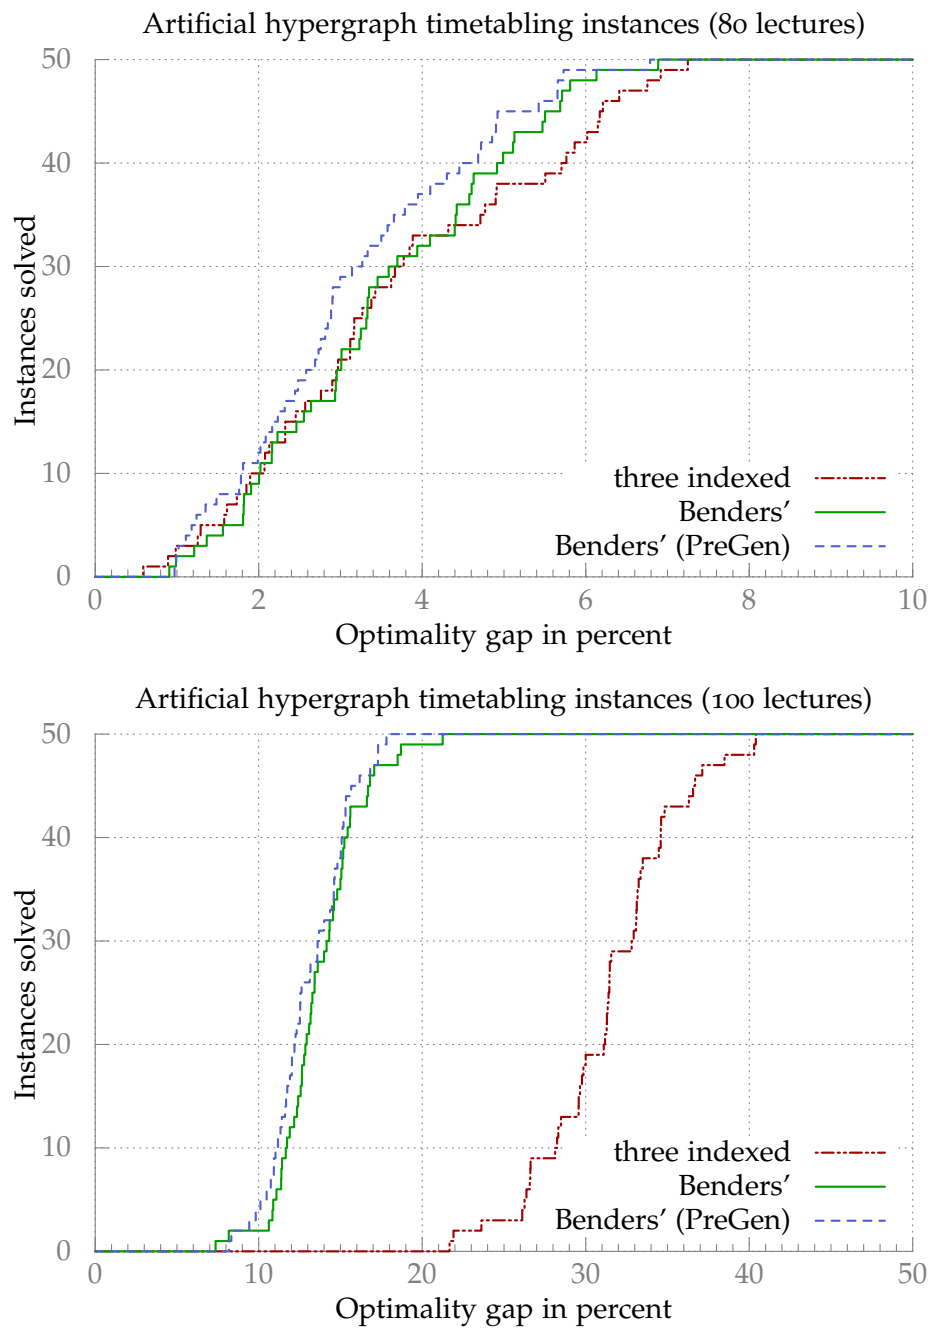 Artificial hypergraph timetabling instances (80 lectures)
50
40
30
20
10
0
Instances solved
three indexed
Benders'
Benders' (PreGen)
0 2 4 6 8 10
Optimality gap in percent
Artificial hypergraph timetabling instances (100 lectures)
50
40
30
20
10
0
Instances solved
three indexed
Benders'
Benders' (PreGen)
0 10 20 30 40 50
Optimality gap in percent